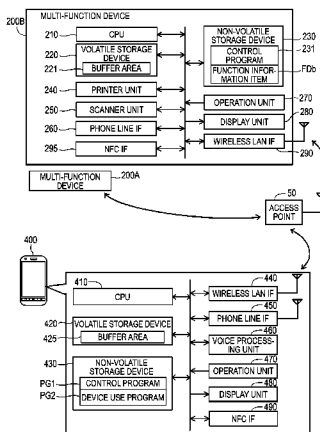 200B
MULTI-FUNCTION DEVICE
210
CPU
220
VOLATILE STORAGE DEVICE
221
BUFFER AREA
240
PRINTER UNIT
250
SCANNER UNIT
260
PHONE LINE IF
295
NFC IF
NON-VOLATILE STORAGE DEVICE
230
CONTROL PROGRAM
231
FUNCTION INFOR-
MATION ITEM
FDb
OPERATION UNIT
270
DISPLAY UNIT
280
WIRELESS LAN IF
290
MULTI-FUNCTION DEVICE
200A
50
ACCESS POINT
400
410
CPU
420
VOLATILE STORAGE DEVICE
425
BUFFER AREA
430
NON-VOLATILE STORAGE DEVICE
PG1
CONTROL PROGRAM
PG2
DEVICE USE PROGRAM
440
WIRELESS LAN IF
450
PHONE LINE IF
460
VOICE PROCESS-
ING UNIT
470
OPERATION UNIT
480
DISPLAY UNIT
490
NFC IF